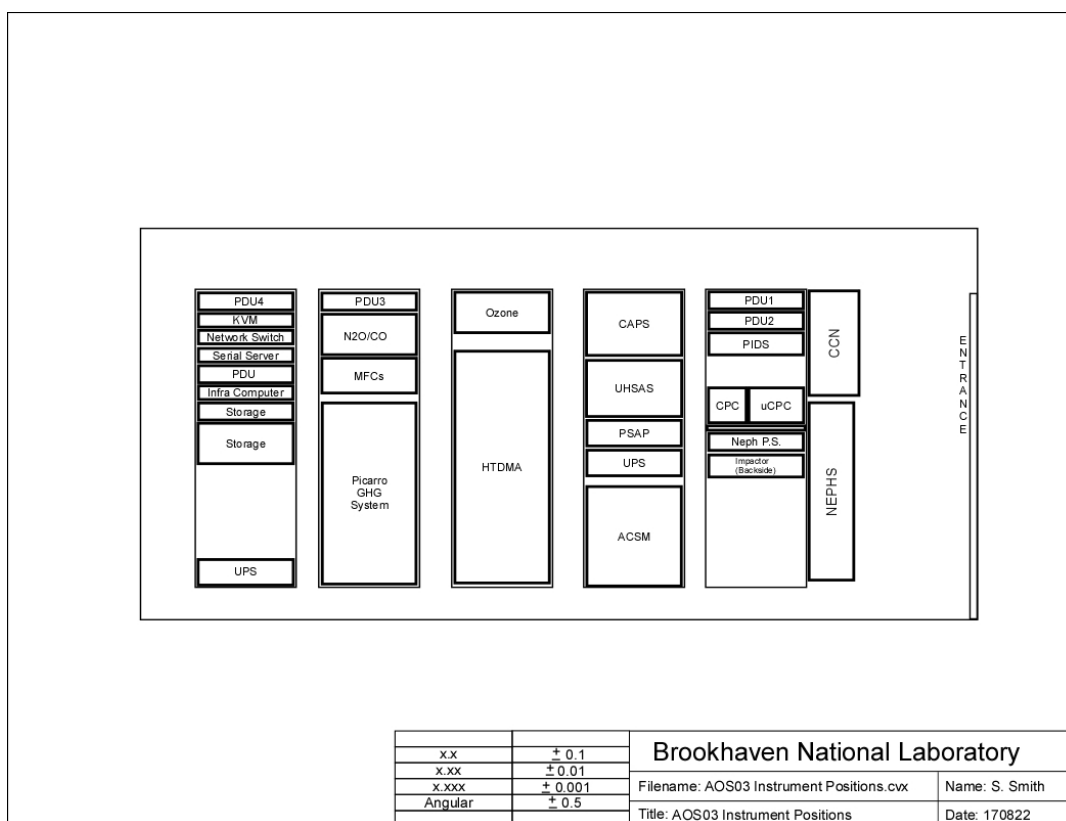 PDU4
KVM
Network Switch
Serial Server
PDU
Infra Computer
Storage
Storage
UPS
PDU3
N2O/CO
MFCs
Picarro
GHG
System
Ozone
HTDMA
CAPS
UHSAS
PSAP
UPS
ACSM
PDU1
PDU2
PIDS
CPC uCPC
Neph P.S.
Impactor
(Backside)
CCN
NEPHS
ENTRANCE
x.x ± 0.1
x.xx ± 0.01
x.xxx ± 0.001
Angular ± 0.5
Brookhaven National Laboratory
Filename: AOS03 Instrument Positions.cvx Name: S. Smith
Title: AOS03 Instrument Positions Date: 170822